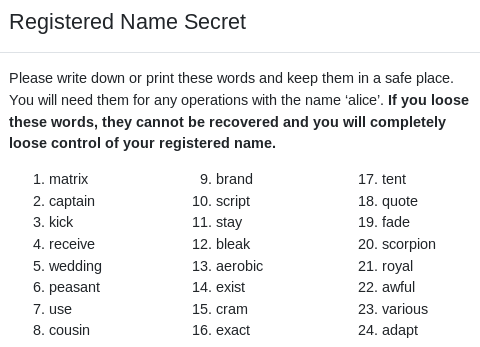 Registered Name Secret
Please write down or print these words and keep them in a safe place.
You will need them for any operations with the name ‘alice’. If you loose
these words, they cannot be recovered and you will completely
loose control of your registered name.
1. matrix
2. captain
3. kick
4. receive
5. wedding
6. peasant
7. use
8. cousin
9. brand
10. script
11. stay
12. bleak
13. aerobic
14. exist
15. cram
16. exact
17. tent
18. quote
19. fade
20. scorpion
21. royal
22. awful
23. various
24. adapt